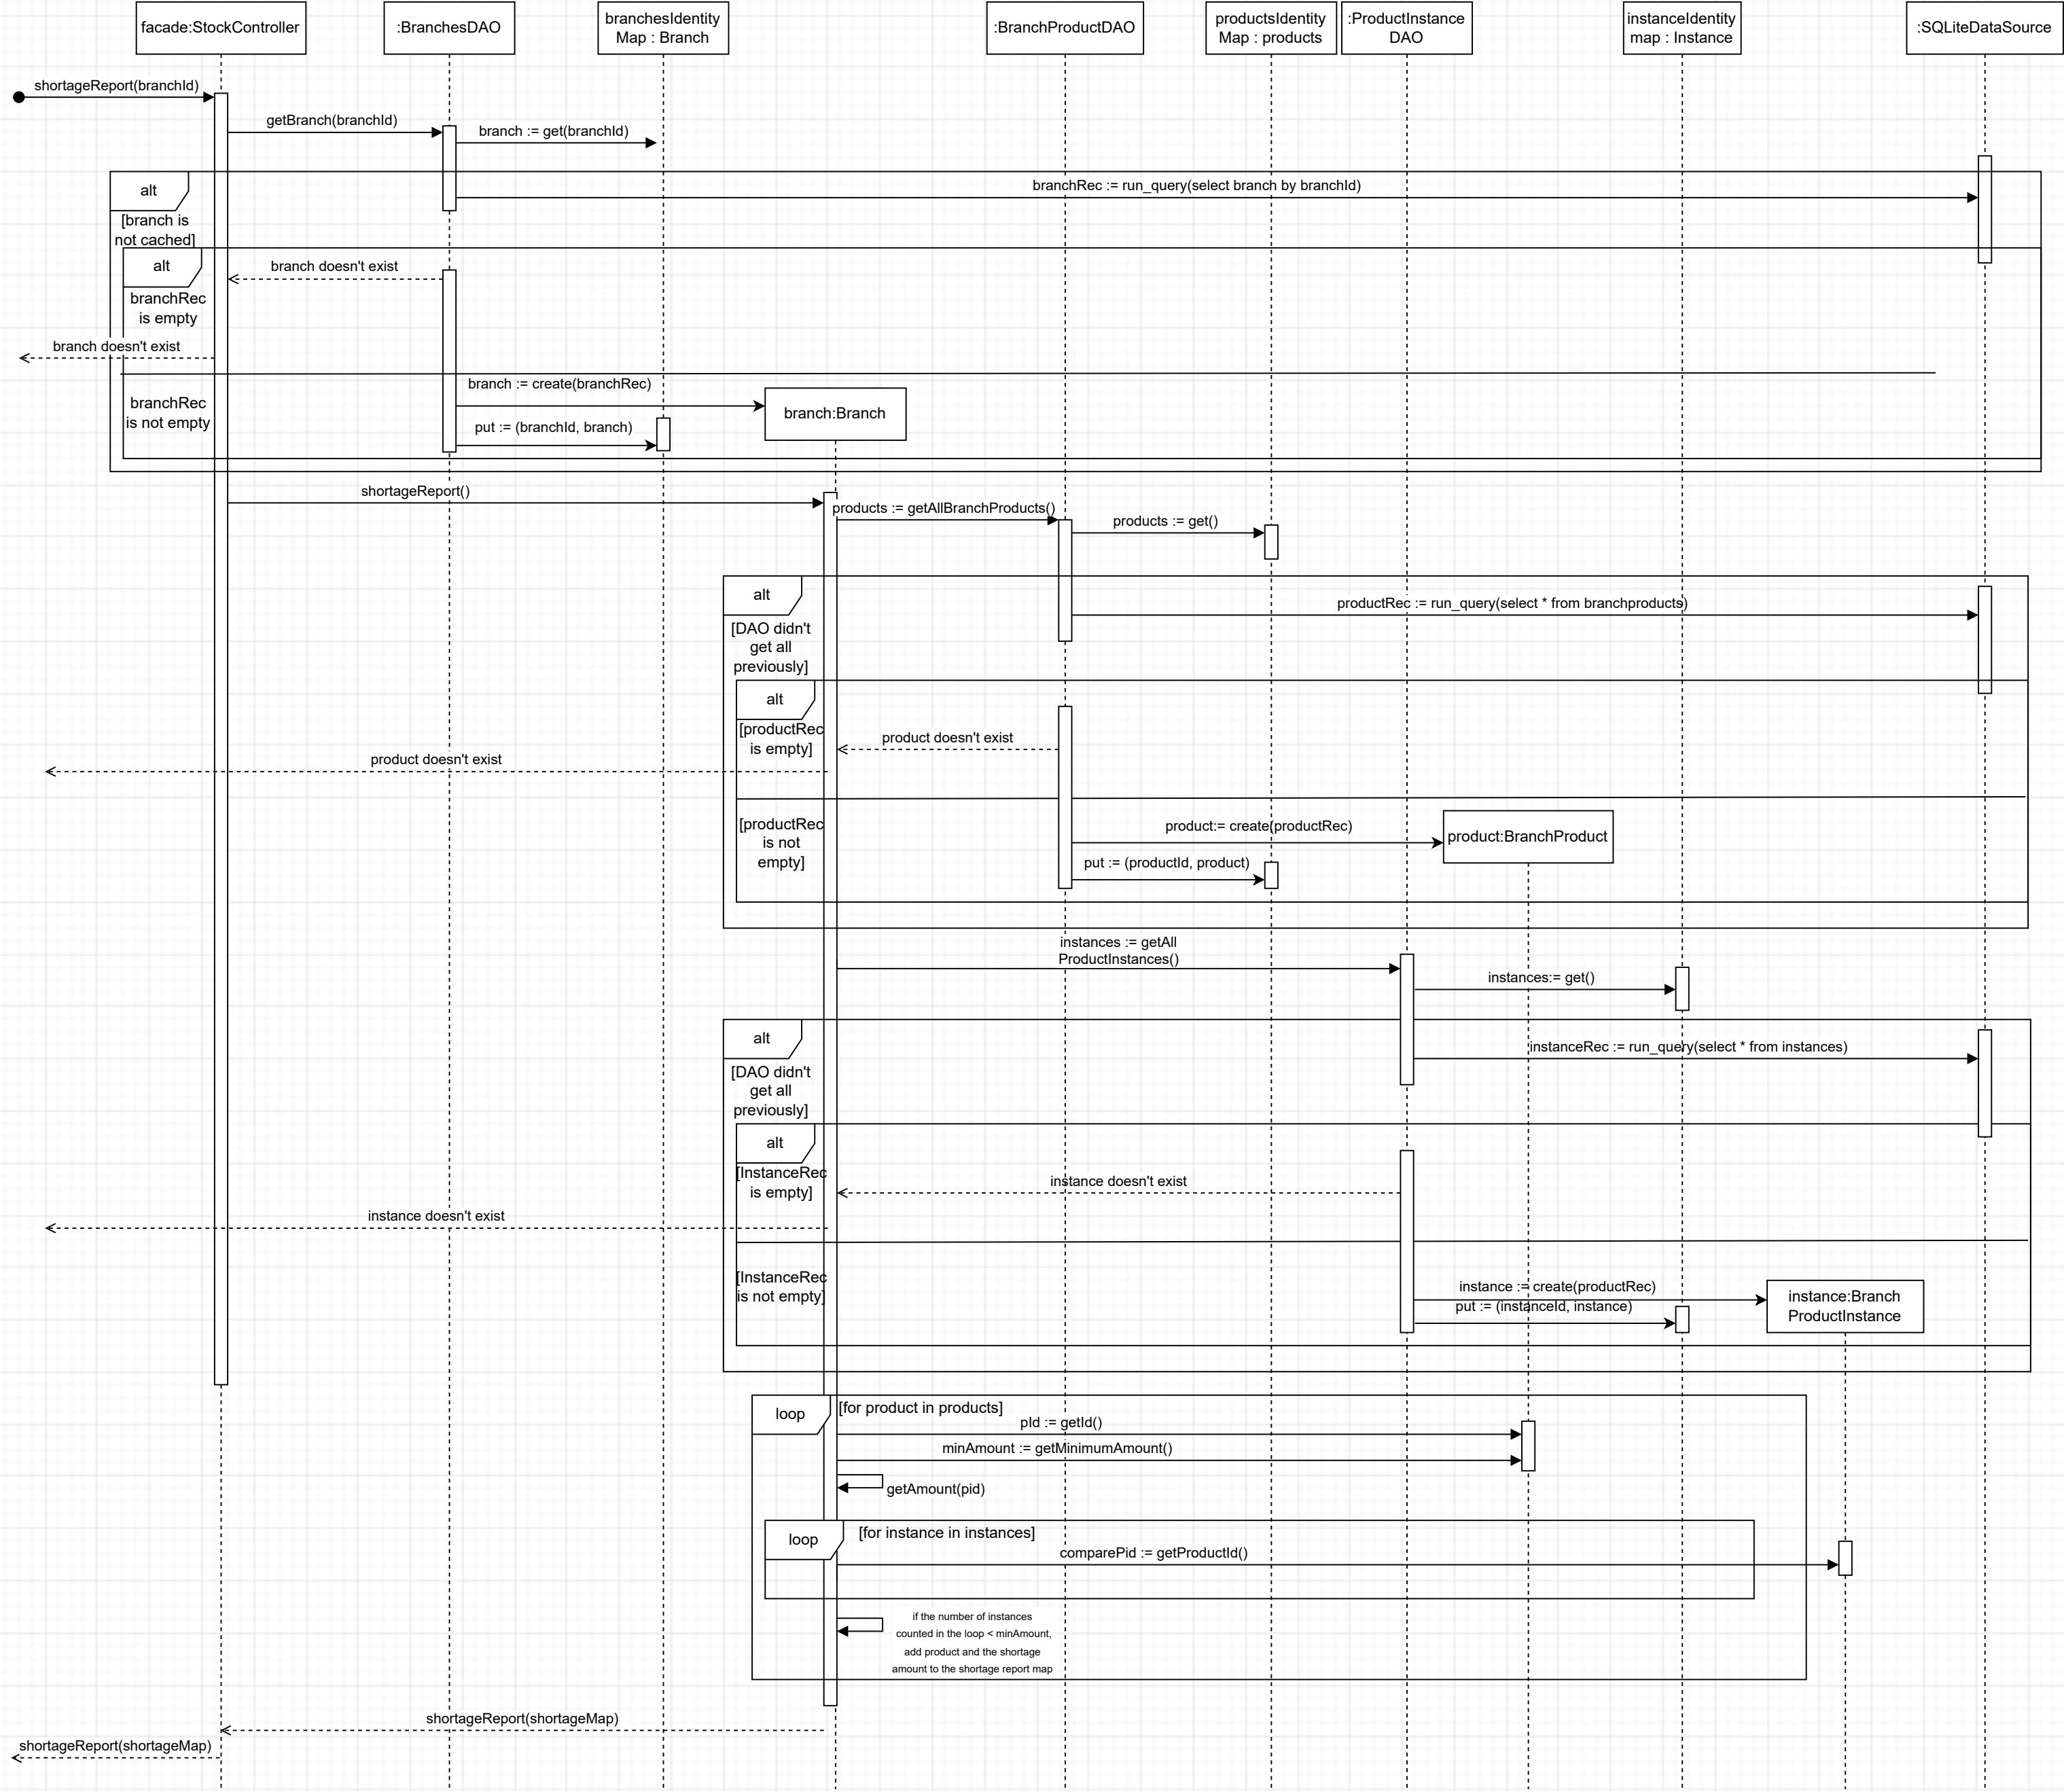 facade:StockController
:BranchesDAO
branchesIdentity
Map : Branch
:BranchProductDAO
productsIdentity
Map : products
:ProductInstance
DAO
instanceIdentity
map : Instance
:SQLiteDataSource
shortageReport(branchId)
getBranch(branchId)
branch := get(branchId)
alt
branchRec := run_query(select branch by branchId)
[branch is
not cached]
alt
branch doesn't exist
branchRec
is empty
branch doesn't exist
branch := create(branchRec)
branchRec
is not empty
branch:Branch
put := (branchId, branch)
shortageReport()
products := getAllBranchProducts()
products := get()
alt
productRec := run_query(select * from branchproducts)
[DAO didn't
get all
previously]
alt
[productRec
is empty]
product doesn't exist
product doesn't exist
[productRec
is not
empty]
product:= create(productRec)
product:BranchProduct
put := (productId, product)
instances := getAll
ProductInstances()
instances:= get()
alt
instanceRec := run_query(select * from instances)
[DAO didn't
get all
previously]
alt
[InstanceRec
is empty]
instance doesn't exist
instance doesn't exist
[InstanceRec
is not empty]
instance := create(productRec)
put := (instanceId, instance)
instance:Branch
ProductInstance
loop
[for product in products]
pId := getId()
minAmount := getMinimumAmount()
getAmount(pid)
loop
[for instance in instances]
comparePid := getProductId()
if the number of instances
counted in the loop < minAmount,
add product and the shortage
amount to the shortage report map
shortageReport(shortageMap)
shortageReport(shortageMap)